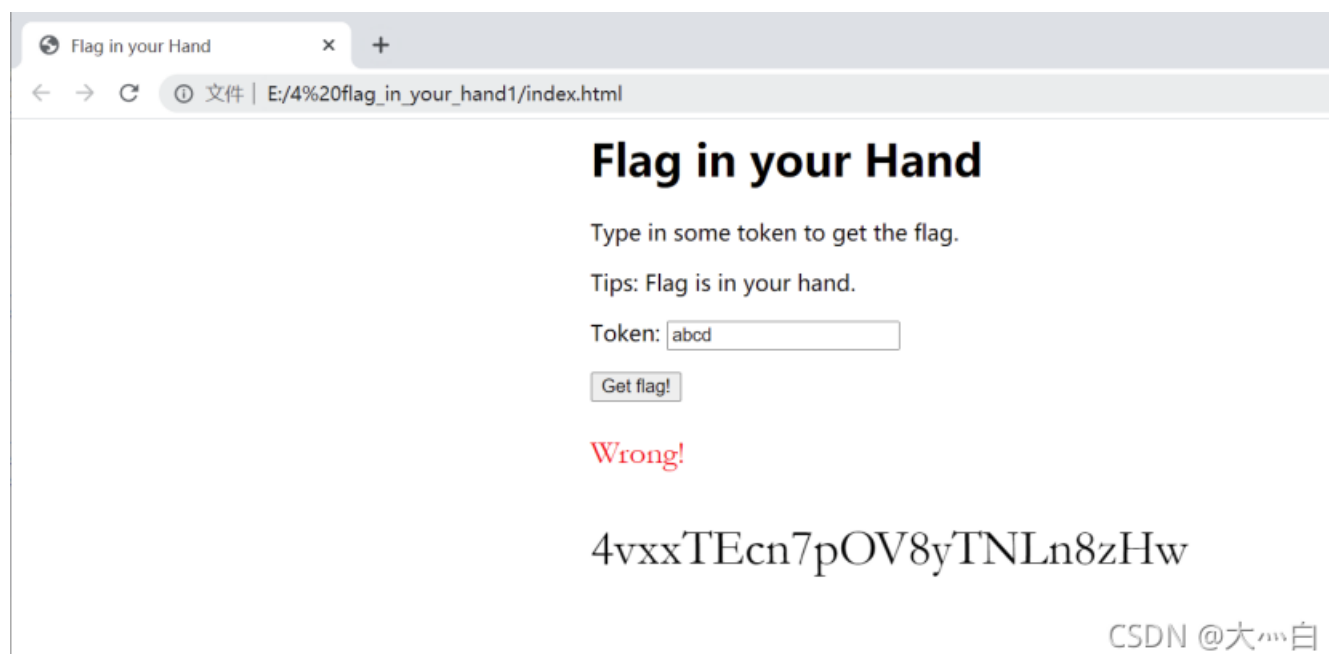 Flag in your Hand
文件 | E:/4%20flag_in_your_hand1/index.html
Flag in your Hand
Type in some token to get the flag.
Tips: Flag is in your hand.
Token: abcd
Get flag!
Wrong!
4vxxTEcn7pOV8yTNLn8zHw
CSDN @大灬白